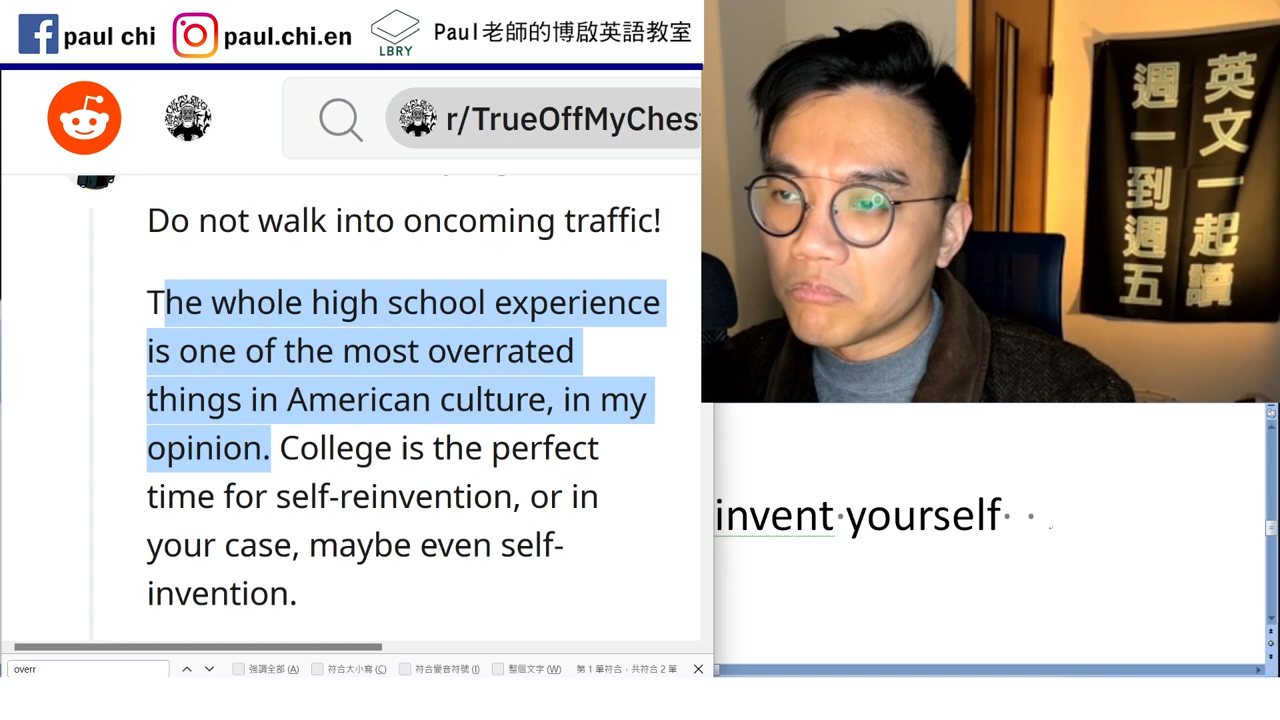 paul chi
paul.chi.en
LBRY
Paul老師的博啟英語教室
r/TrueOffMyChes
Do not walk into oncoming traffic!
The whole high school experience
is one of the most overrated
things in American culture, in my
opinion. College is the perfect
time for self-reinvention, or in
your case, maybe even self-
invention.
英文一起讀
週一到週五
invent yourself
overr
強調全部 (A)
符合大小寫 (C)
符合變音符號 (I)
整個文字 (W)
第 1 筆符合，共符合 2 筆